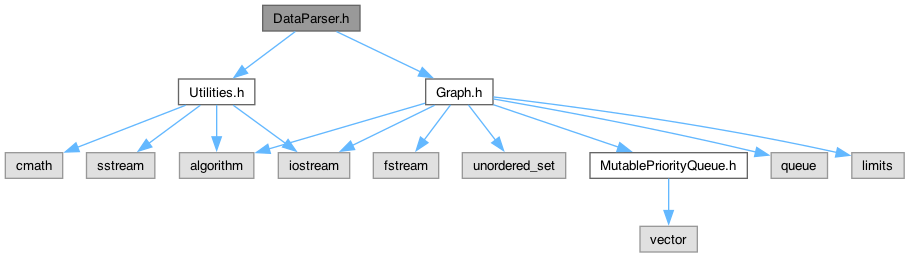 DataParser.h
Utilities.h
Graph.h
cmath
sstream
algorithm
iostream
fstream
unordered_set
MutablePriorityQueue.h
queue
limits
vector